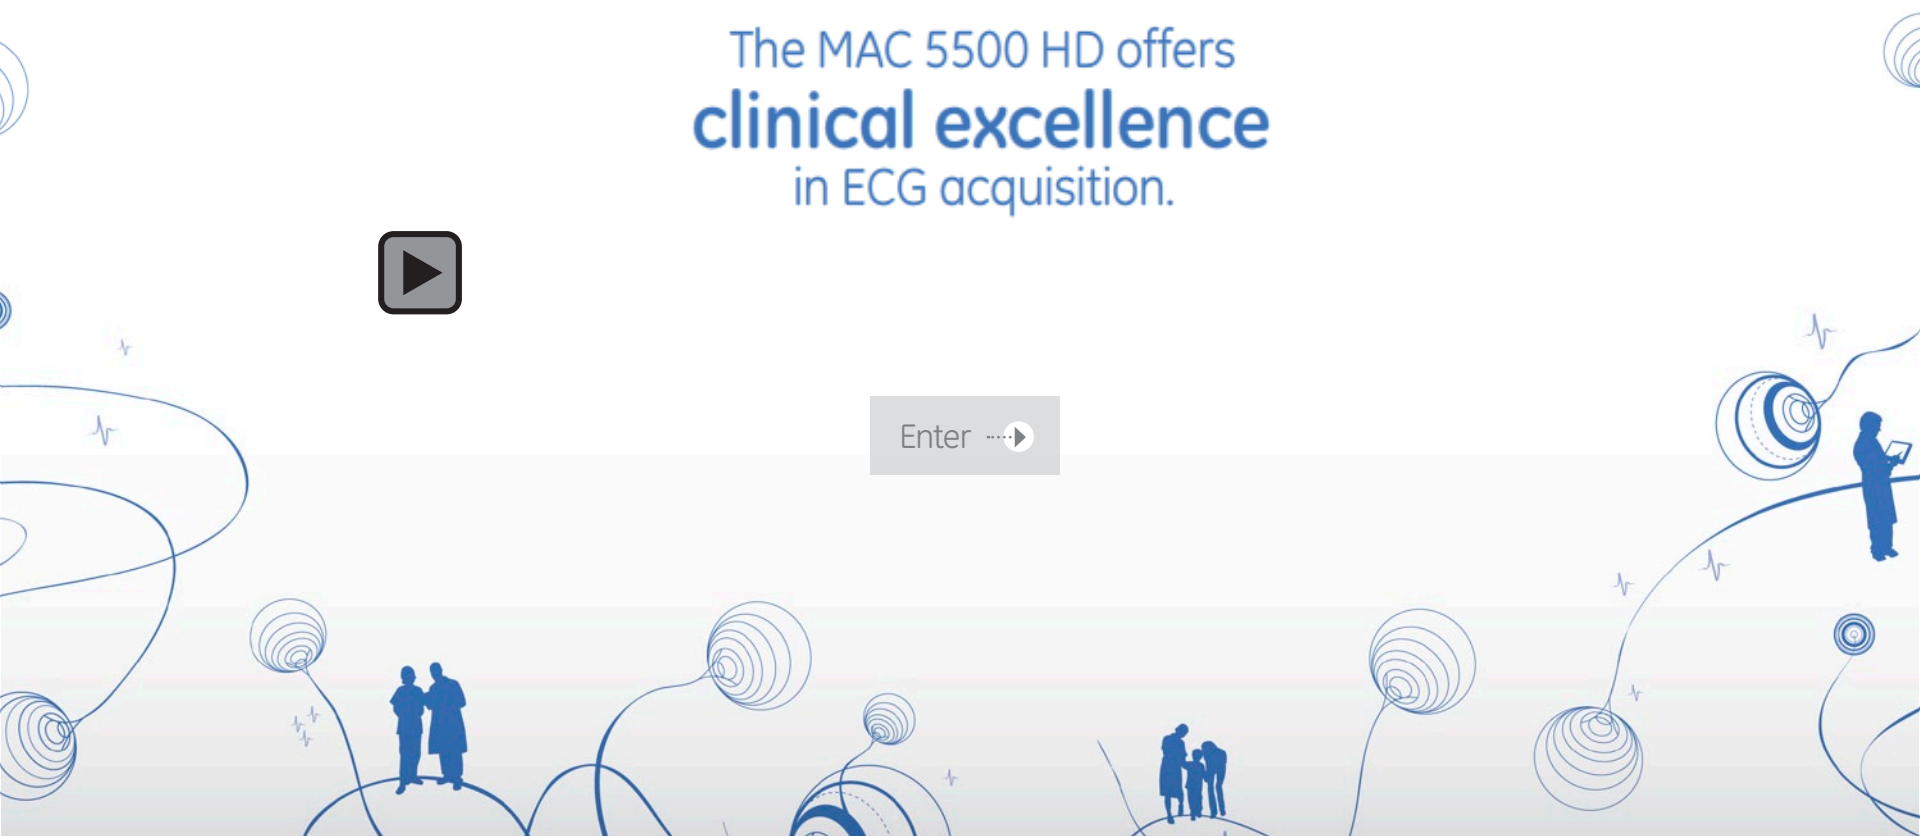 The MAC 5500 HD offers
clinical excellence
in ECG acquisition.
Enter